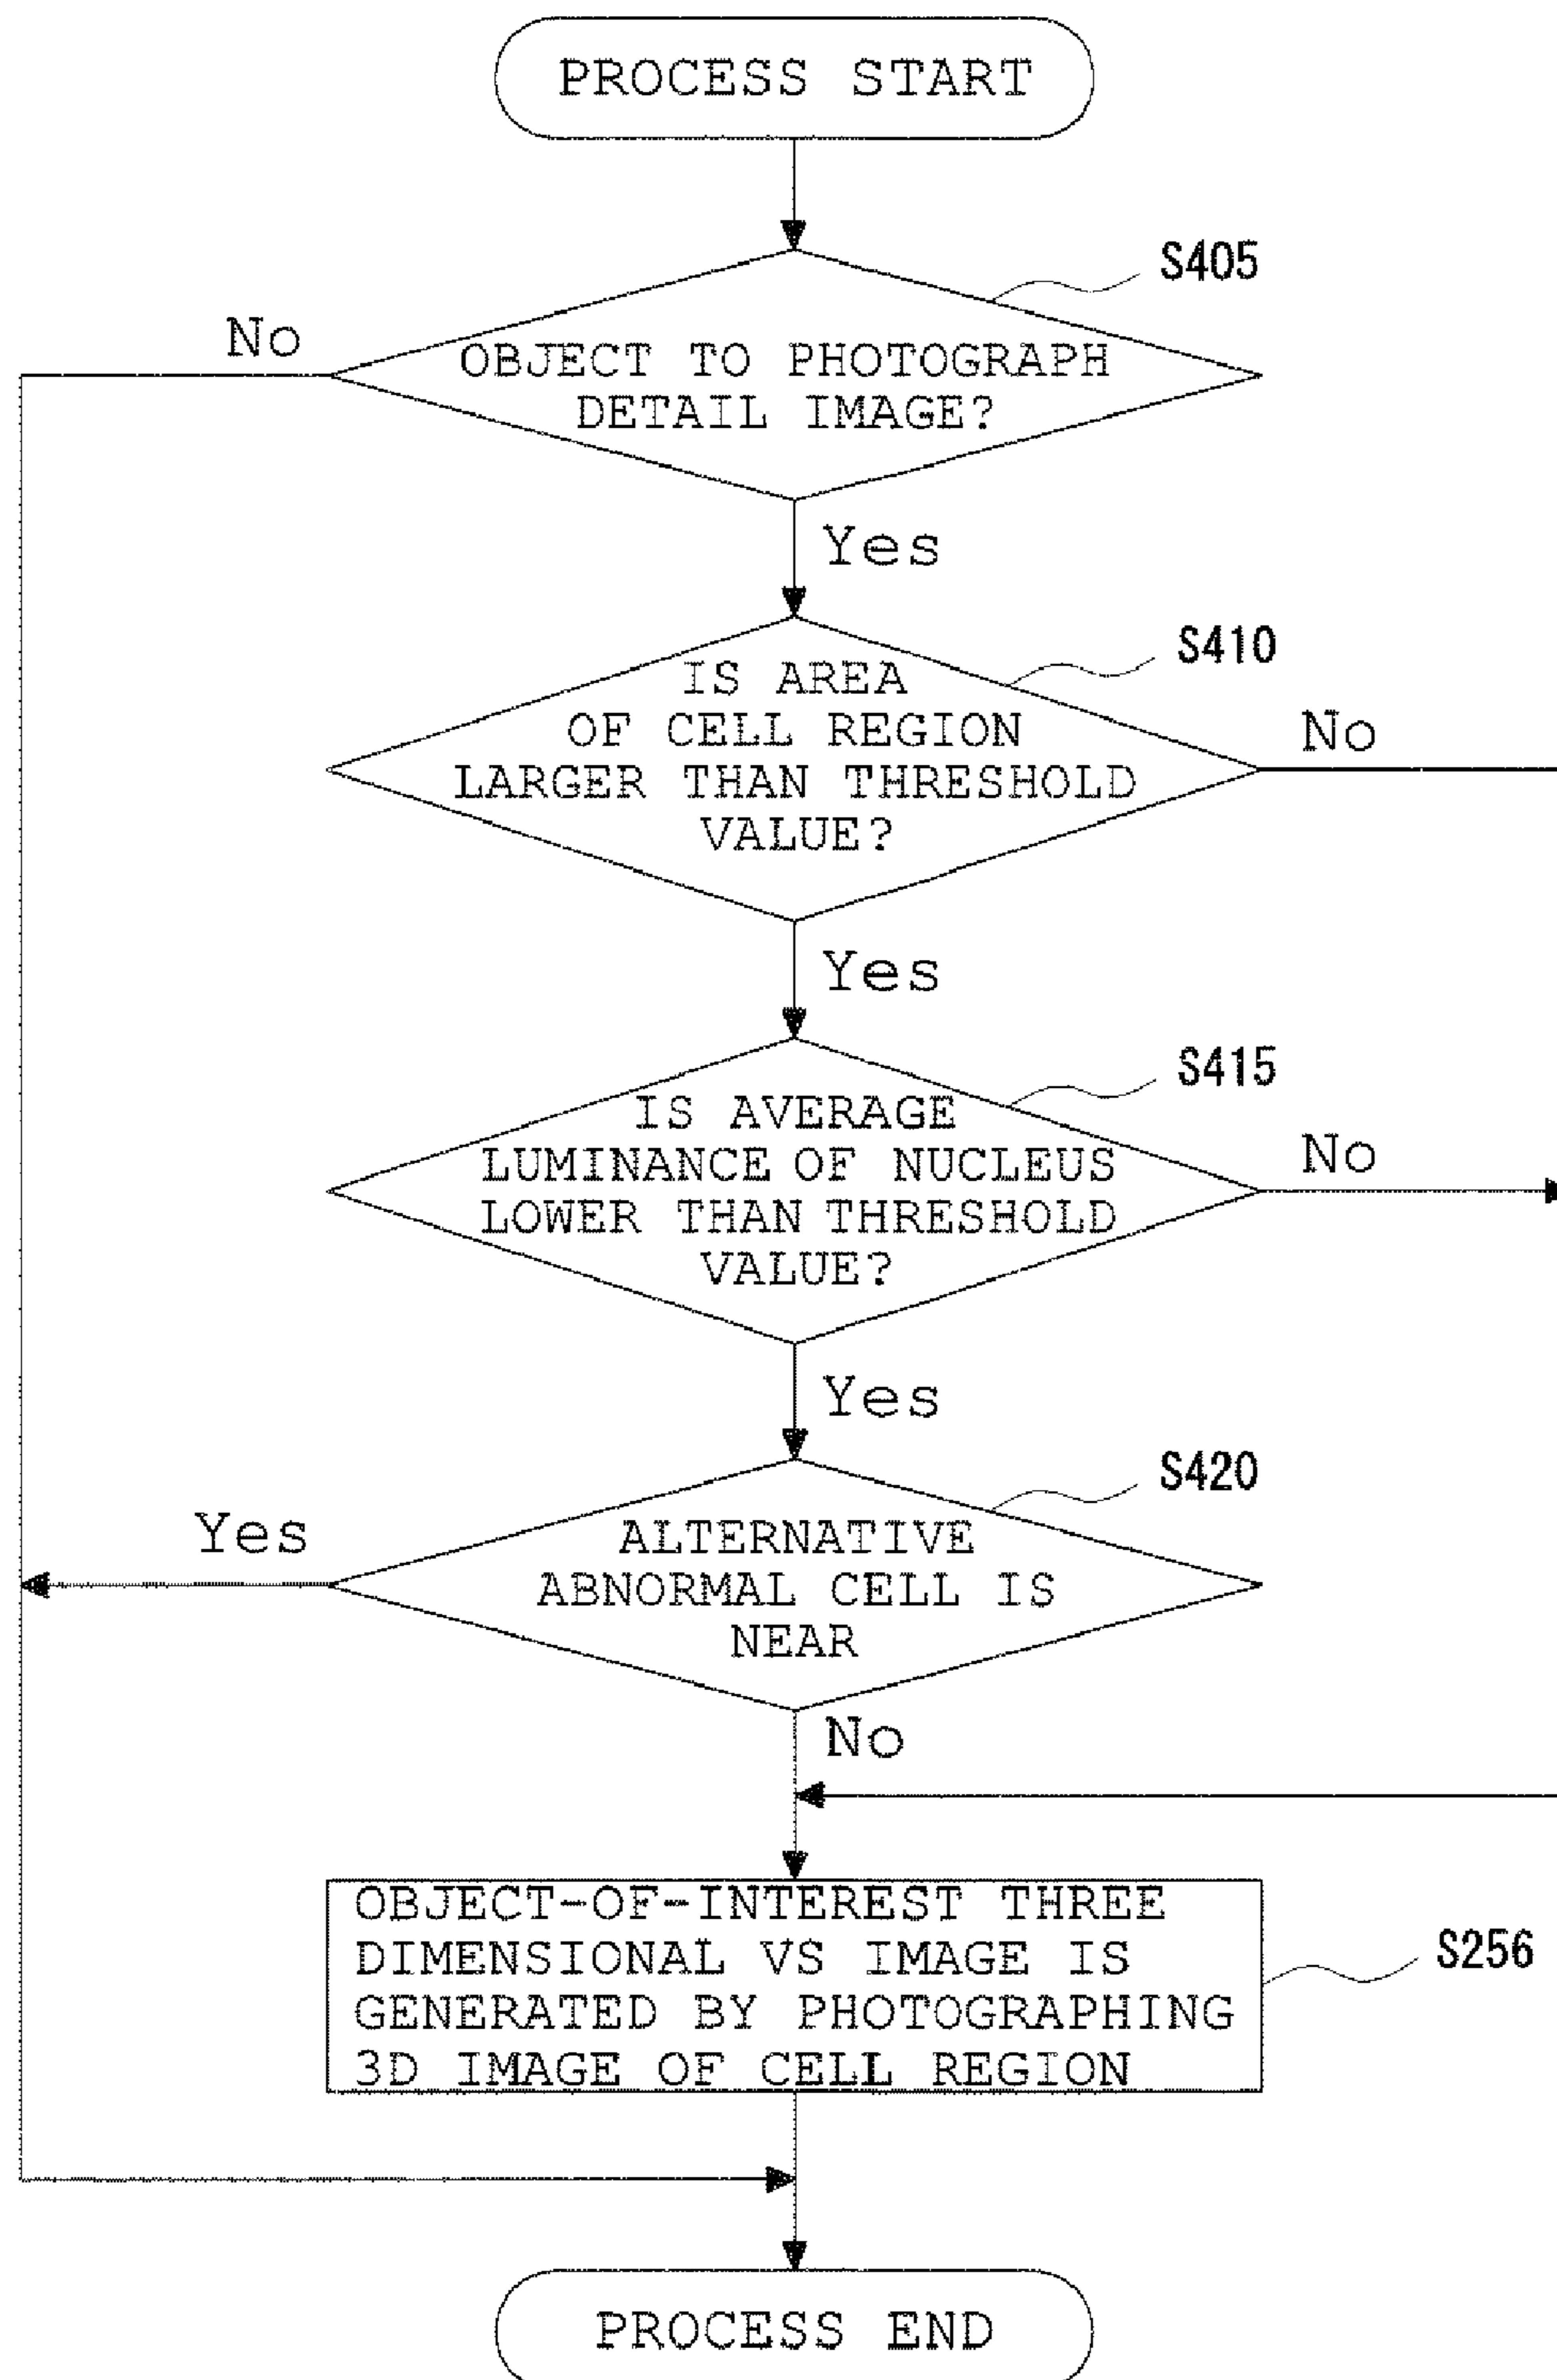 PROCESS START
S405
No
OBJECT TO PHOTOGRAPH
DETAIL IMAGE?
Yes
S410
IS AREA
OF CELL REGION
LARGER THAN THRESHOLD
VALUE?
No
Yes
S415
IS AVERAGE
LUMINANCE OF NUCLEUS
LOWER THAN THRESHOLD
VALUE?
No
Yes
S420
Yes
ALTERNATIVE
ABNORMAL CELL IS
NEAR
No
OBJECT-OF-INTEREST THREE
DIMENSIONAL VS IMAGE IS
GENERATED BY PHOTOGRAPHING
3D IMAGE OF CELL REGION
S256
PROCESS END